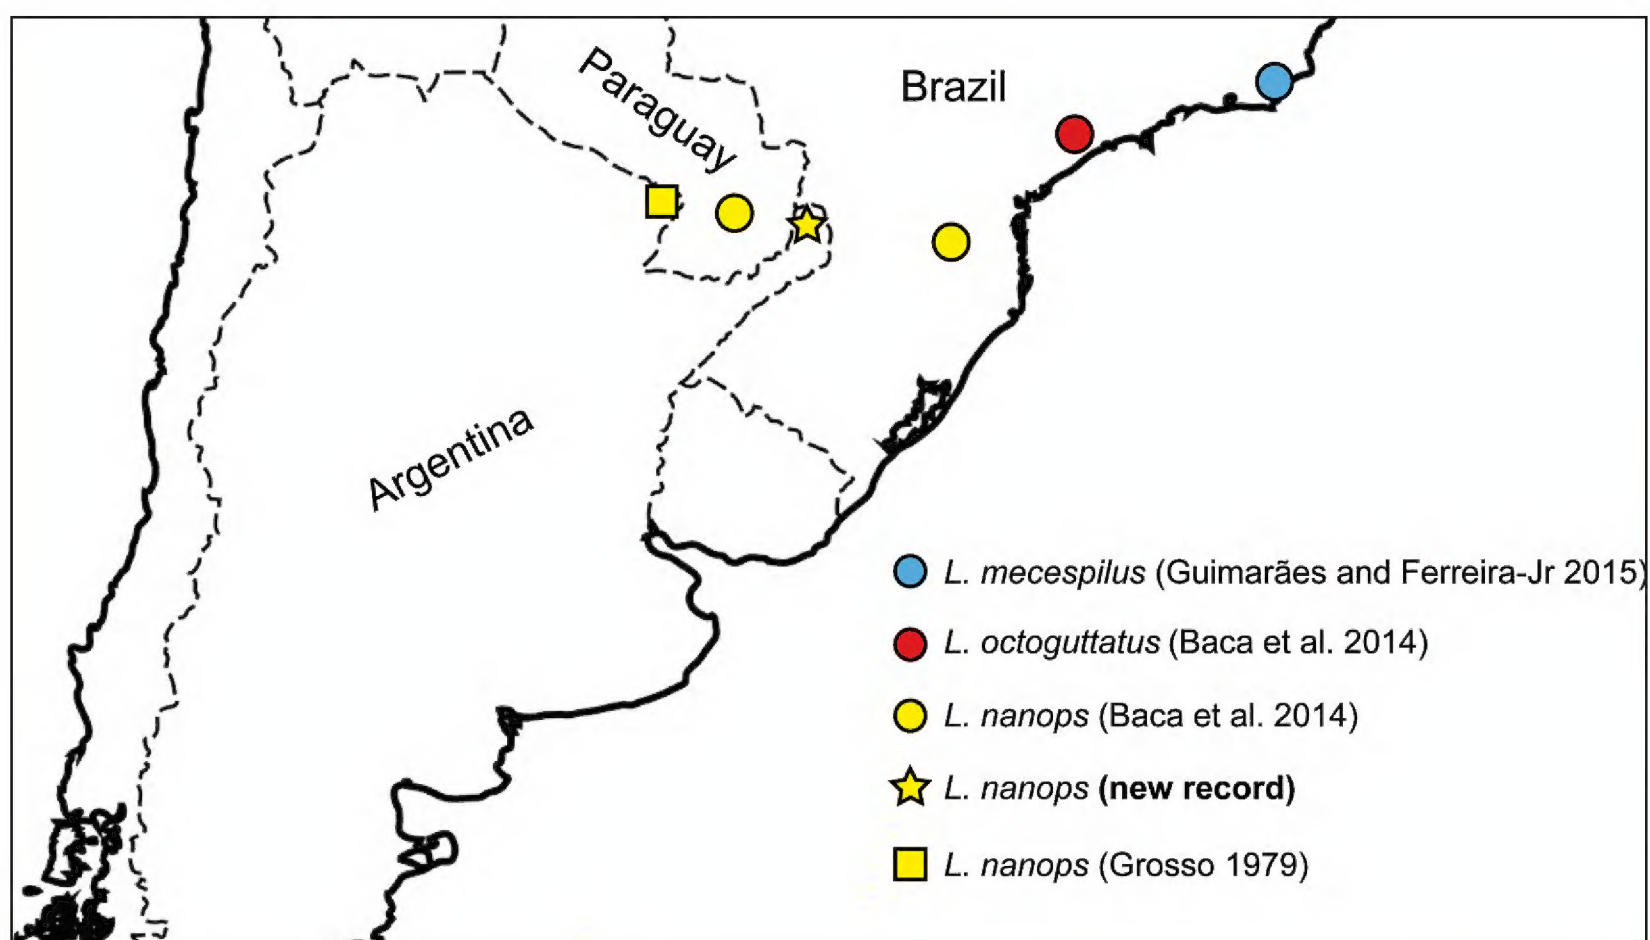 Paraguay
Brazil
Argentina
L. mecespilus (Guimarães and Ferreira-Jr 2015)
L. octoguttatus (Baca et al. 2014)
L. nanops (Baca et al. 2014)
L. nanops (new record)
L. nanops (Grosso 1979)